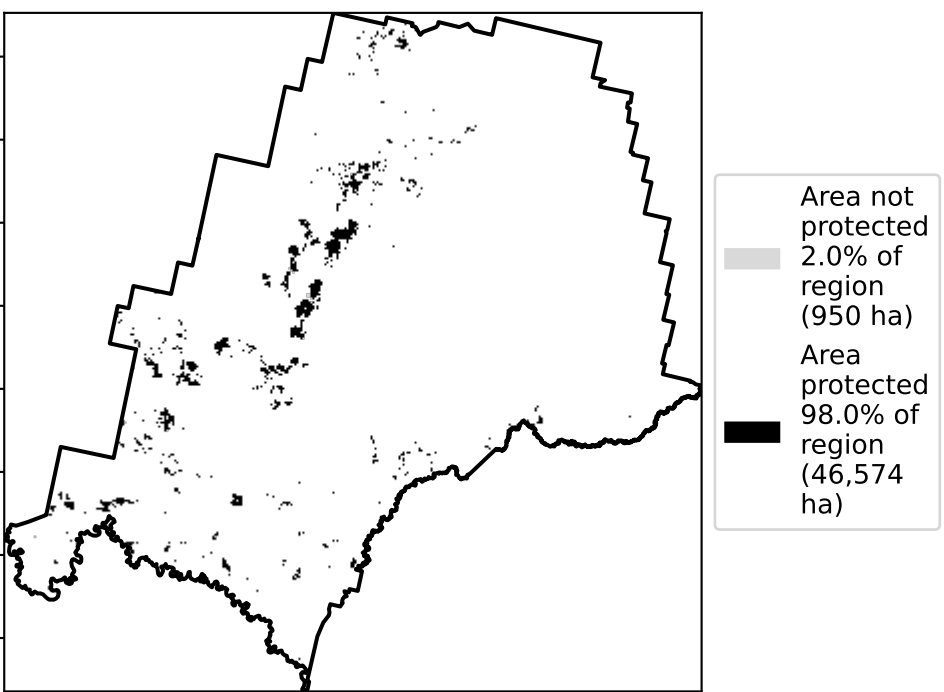 Area not
protected
2.0% of
region
(950 ha)
Area
protected
98.0% of
region
(46,574
ha)